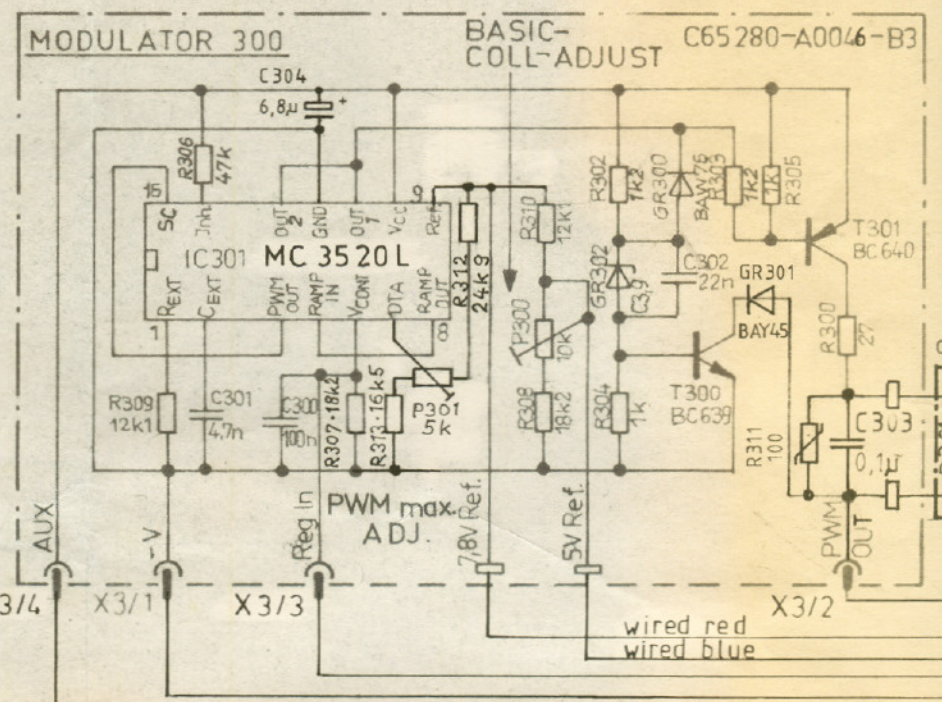 MODULATOR 300
BASIC-
COLL-ADJUST
C65280-A0046-B3
C304
6,8µ
+
R306
47k
16
9
SC
Inh.
OUT 2
GND
OUT 1
VCC
Ref.
IC301
MC 3520L
REXT
CEXT
PWM OUT
RAMP IN
VCONT
DTA
RAMP OUT
1
8
R312
24k9
R310
12k1
P300
10k
R308
18k2
R302
1k2
GR300
BAY76
R303
1k2
R305
1K
GR302
C3,9
C302
22n
R304
1k
T301
BC640
GR301
BAY45
R300
27
T300
BC639
R311
100
C303
0,1µ
R309
12k1
C301
4,7n
C300
100n
R307·18k2
R313·16k5
P301
5k
PWM max.
ADJ.
AUX
-V
Reg In
7,8V Ref.
5V Ref.
PWM OUT
3/4
X3/1
X3/3
X3/2
wired red
wired blue